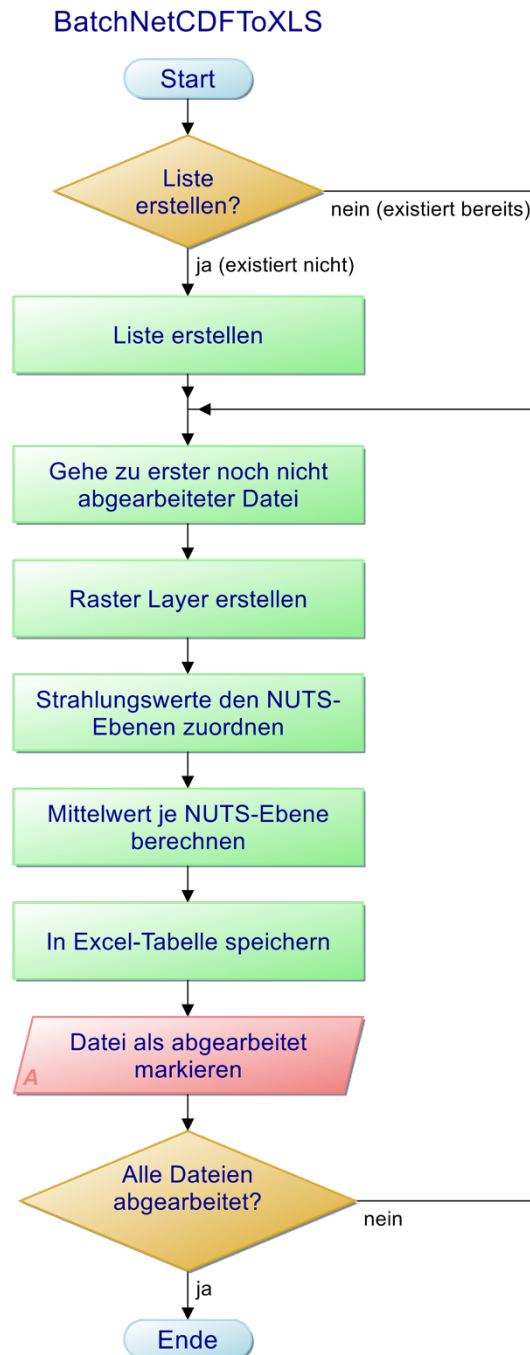 BatchNetCDFToXLS
Start
Liste
erstellen?
nein (existiert bereits)
ja (existiert nicht)
Liste erstellen
Gehe zu erster noch nicht
abgearbeiteter Datei
Raster Layer erstellen
Strahlungswerte den NUTS-
Ebenen zuordnen
Mittelwert je NUTS-Ebene
berechnen
In Excel-Tabelle speichern
Datei als abgearbeitet
markieren
A
Alle Dateien
abgearbeitet?
nein
ja
Ende